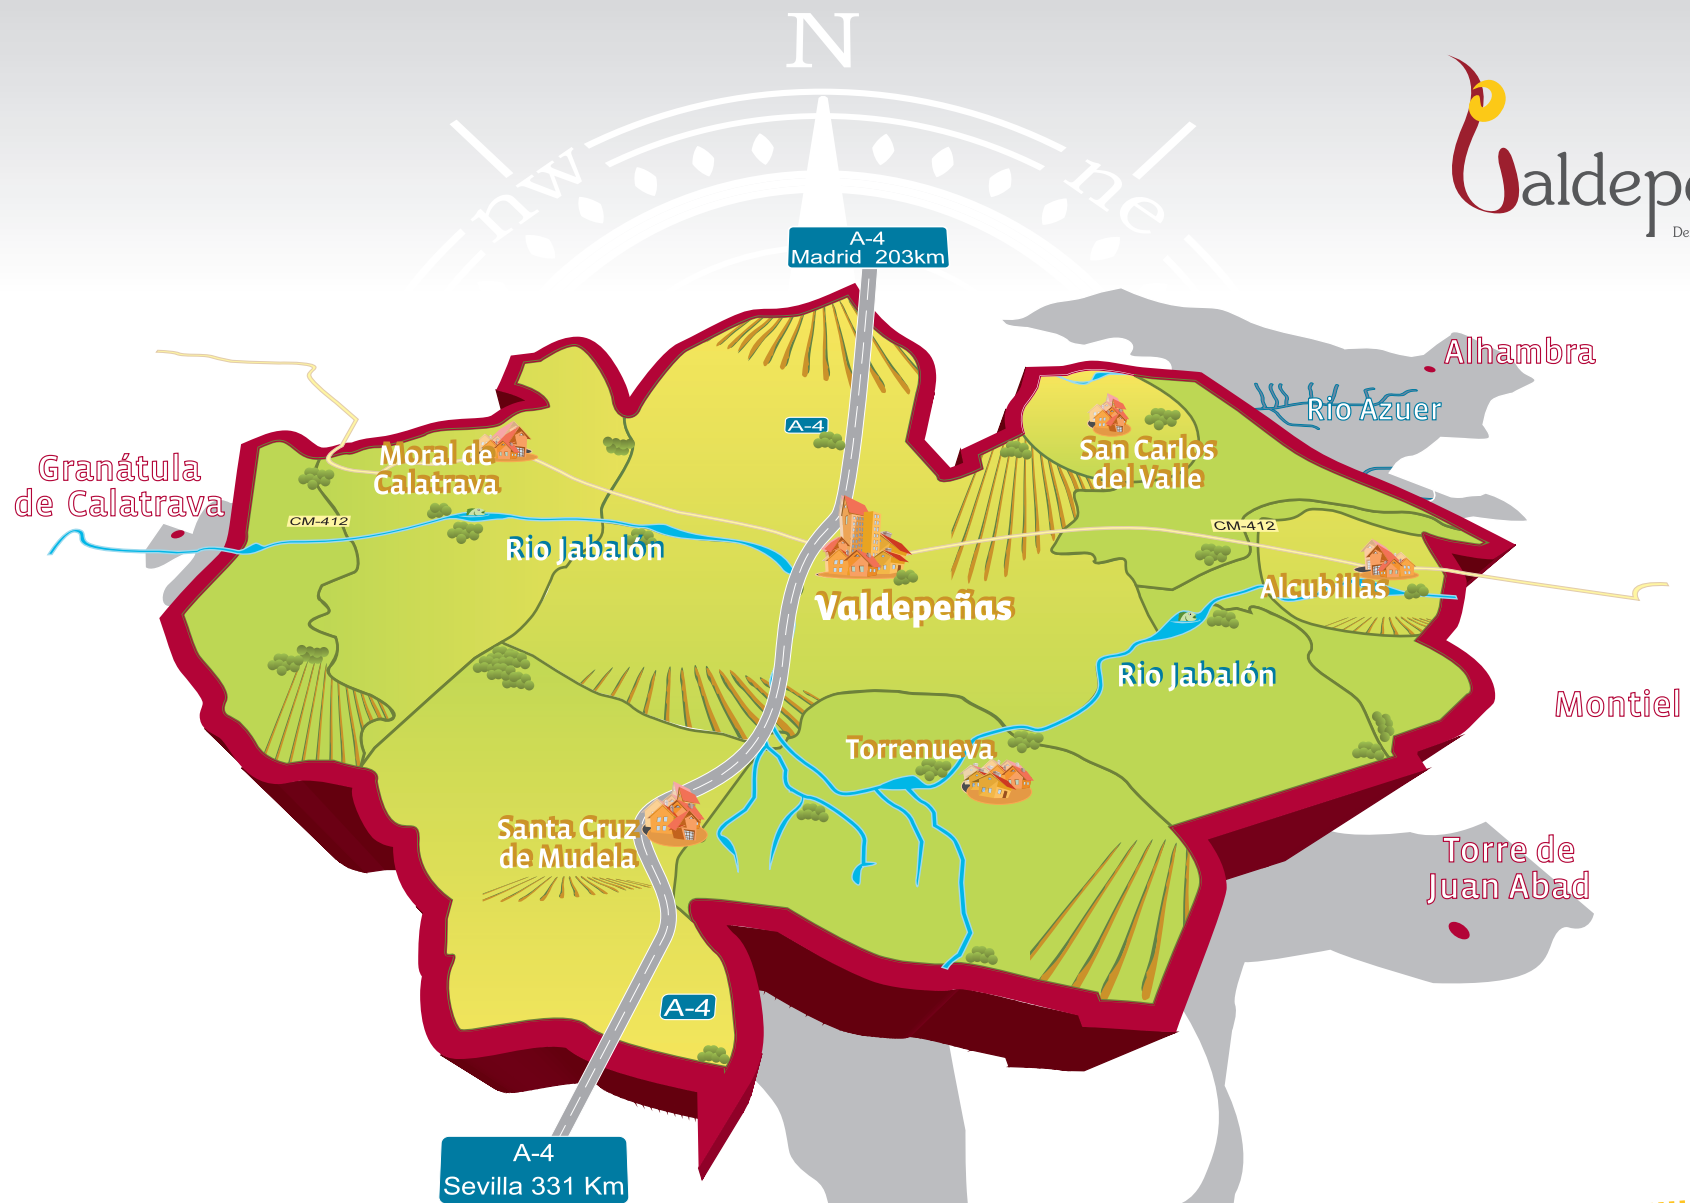 N
nw
ne
Valdepe
De
A-4
Madrid 203km
Alhambra
Rio Azuer
A-4
San Carlos
del Valle
Moral de
Calatrava
Granátula
de Calatrava
CM-412
CM-412
Rio Jabalón
Alcubillas
Valdepeñas
Rio Jabalón
Montiel
Torrenueva
Santa Cruz
de Mudela
Torre de
Juan Abad
A-4
A-4
Sevilla 331 Km